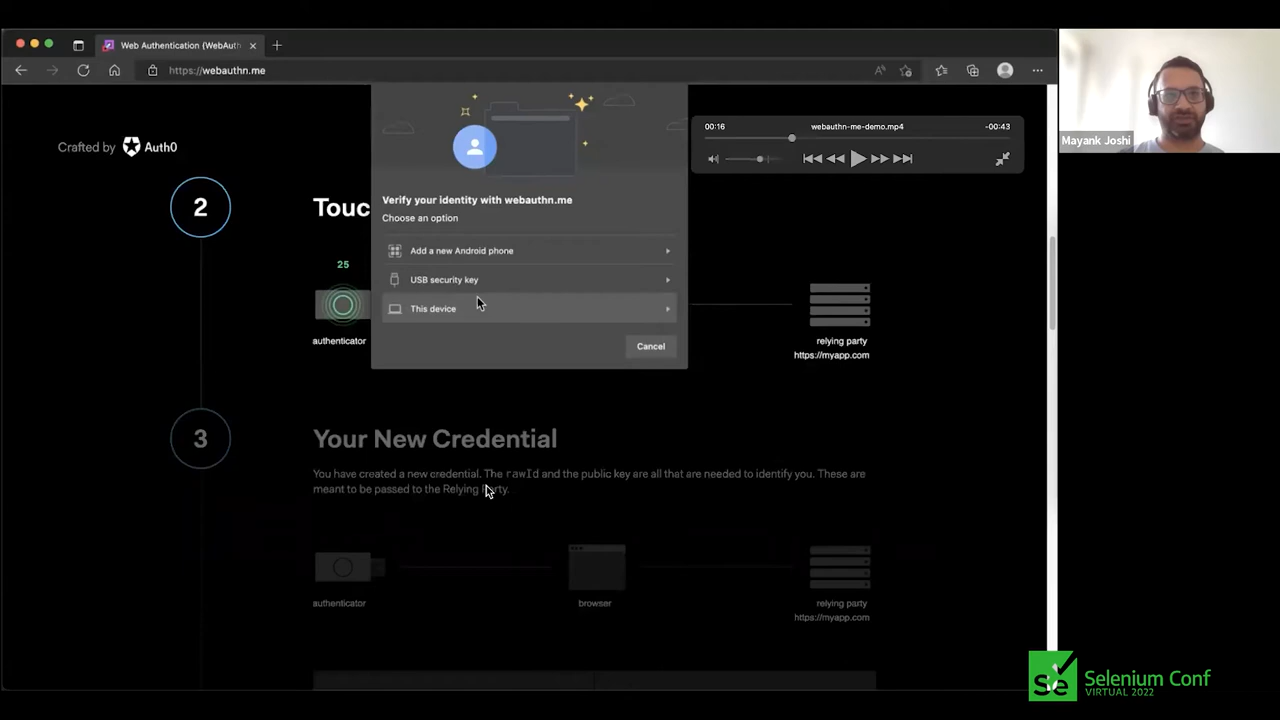 Web Authentication (WebAuth
https://webauthn.me
Mayank Joshi
Crafted by Auth0
00:16
webauthn-me-demo.mp4
-00:43
2
Touc
Verify your identity with webauthn.me
Choose an option
Add a new Android phone
USB security key
This device
Cancel
25
authenticator
relying party
https://myapp.com
3
Your New Credential
You have created a new credential. The rawId and the public key are all that are needed to identify you. These are
meant to be passed to the Relying Party.
authenticator
browser
relying party
https://myapp.com
Se
Selenium Conf
VIRTUAL 2022